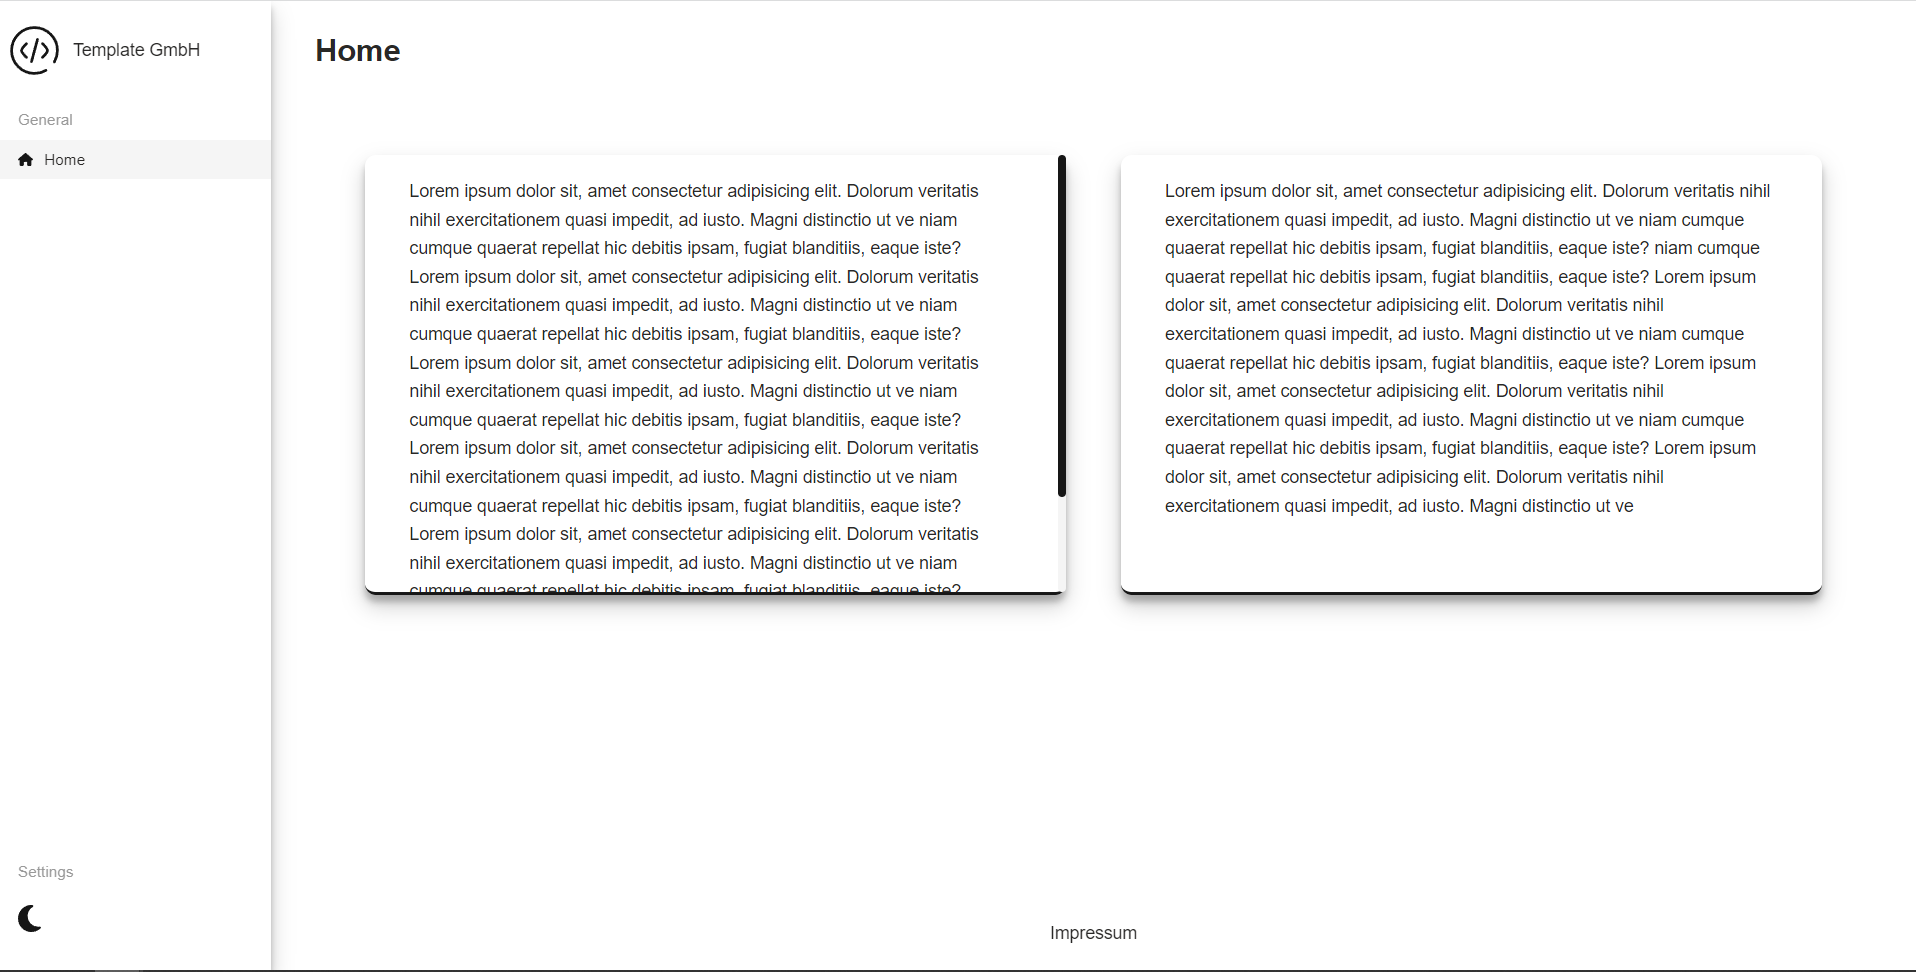 Template GmbH
General
Home
Settings
Home
Lorem ipsum dolor sit, amet consectetur adipisicing elit. Dolorum veritatis
nihil exercitationem quasi impedit, ad iusto. Magni distinctio ut ve niam
cumque quaerat repellat hic debitis ipsam, fugiat blanditiis, eaque iste?
Lorem ipsum dolor sit, amet consectetur adipisicing elit. Dolorum veritatis
nihil exercitationem quasi impedit, ad iusto. Magni distinctio ut ve niam
cumque quaerat repellat hic debitis ipsam, fugiat blanditiis, eaque iste?
Lorem ipsum dolor sit, amet consectetur adipisicing elit. Dolorum veritatis
nihil exercitationem quasi impedit, ad iusto. Magni distinctio ut ve niam
cumque quaerat repellat hic debitis ipsam, fugiat blanditiis, eaque iste?
Lorem ipsum dolor sit, amet consectetur adipisicing elit. Dolorum veritatis
nihil exercitationem quasi impedit, ad iusto. Magni distinctio ut ve niam
cumque quaerat repellat hic debitis ipsam, fugiat blanditiis, eaque iste?
Lorem ipsum dolor sit, amet consectetur adipisicing elit. Dolorum veritatis
nihil exercitationem quasi impedit, ad iusto. Magni distinctio ut ve niam
cumque quaerat repellat hic debitis ipsam, fugiat blanditiis, eaque iste?
Lorem ipsum dolor sit, amet consectetur adipisicing elit. Dolorum veritatis nihil
exercitationem quasi impedit, ad iusto. Magni distinctio ut ve niam cumque
quaerat repellat hic debitis ipsam, fugiat blanditiis, eaque iste? niam cumque
quaerat repellat hic debitis ipsam, fugiat blanditiis, eaque iste? Lorem ipsum
dolor sit, amet consectetur adipisicing elit. Dolorum veritatis nihil
exercitationem quasi impedit, ad iusto. Magni distinctio ut ve niam cumque
quaerat repellat hic debitis ipsam, fugiat blanditiis, eaque iste? Lorem ipsum
dolor sit, amet consectetur adipisicing elit. Dolorum veritatis nihil
exercitationem quasi impedit, ad iusto. Magni distinctio ut ve niam cumque
quaerat repellat hic debitis ipsam, fugiat blanditiis, eaque iste? Lorem ipsum
dolor sit, amet consectetur adipisicing elit. Dolorum veritatis nihil
exercitationem quasi impedit, ad iusto. Magni distinctio ut ve
Impressum